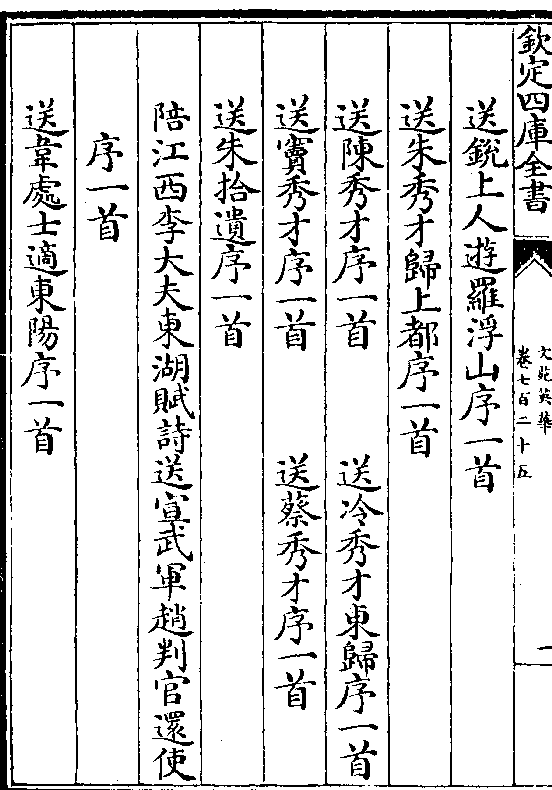 欽定四庫全書
文苑英華
卷七百二十五
一
送銳上人遊羅浮山序一首
送朱秀才歸上都序一首
送陳秀才序一首 送冷秀才東歸序一首
送竇秀才序一首 送蔡秀才序一首
送朱拾遺序一首
陪江西李大夫東湖賦詩送宣武軍趙判官還使
序一首
送韋處士適東陽序一首